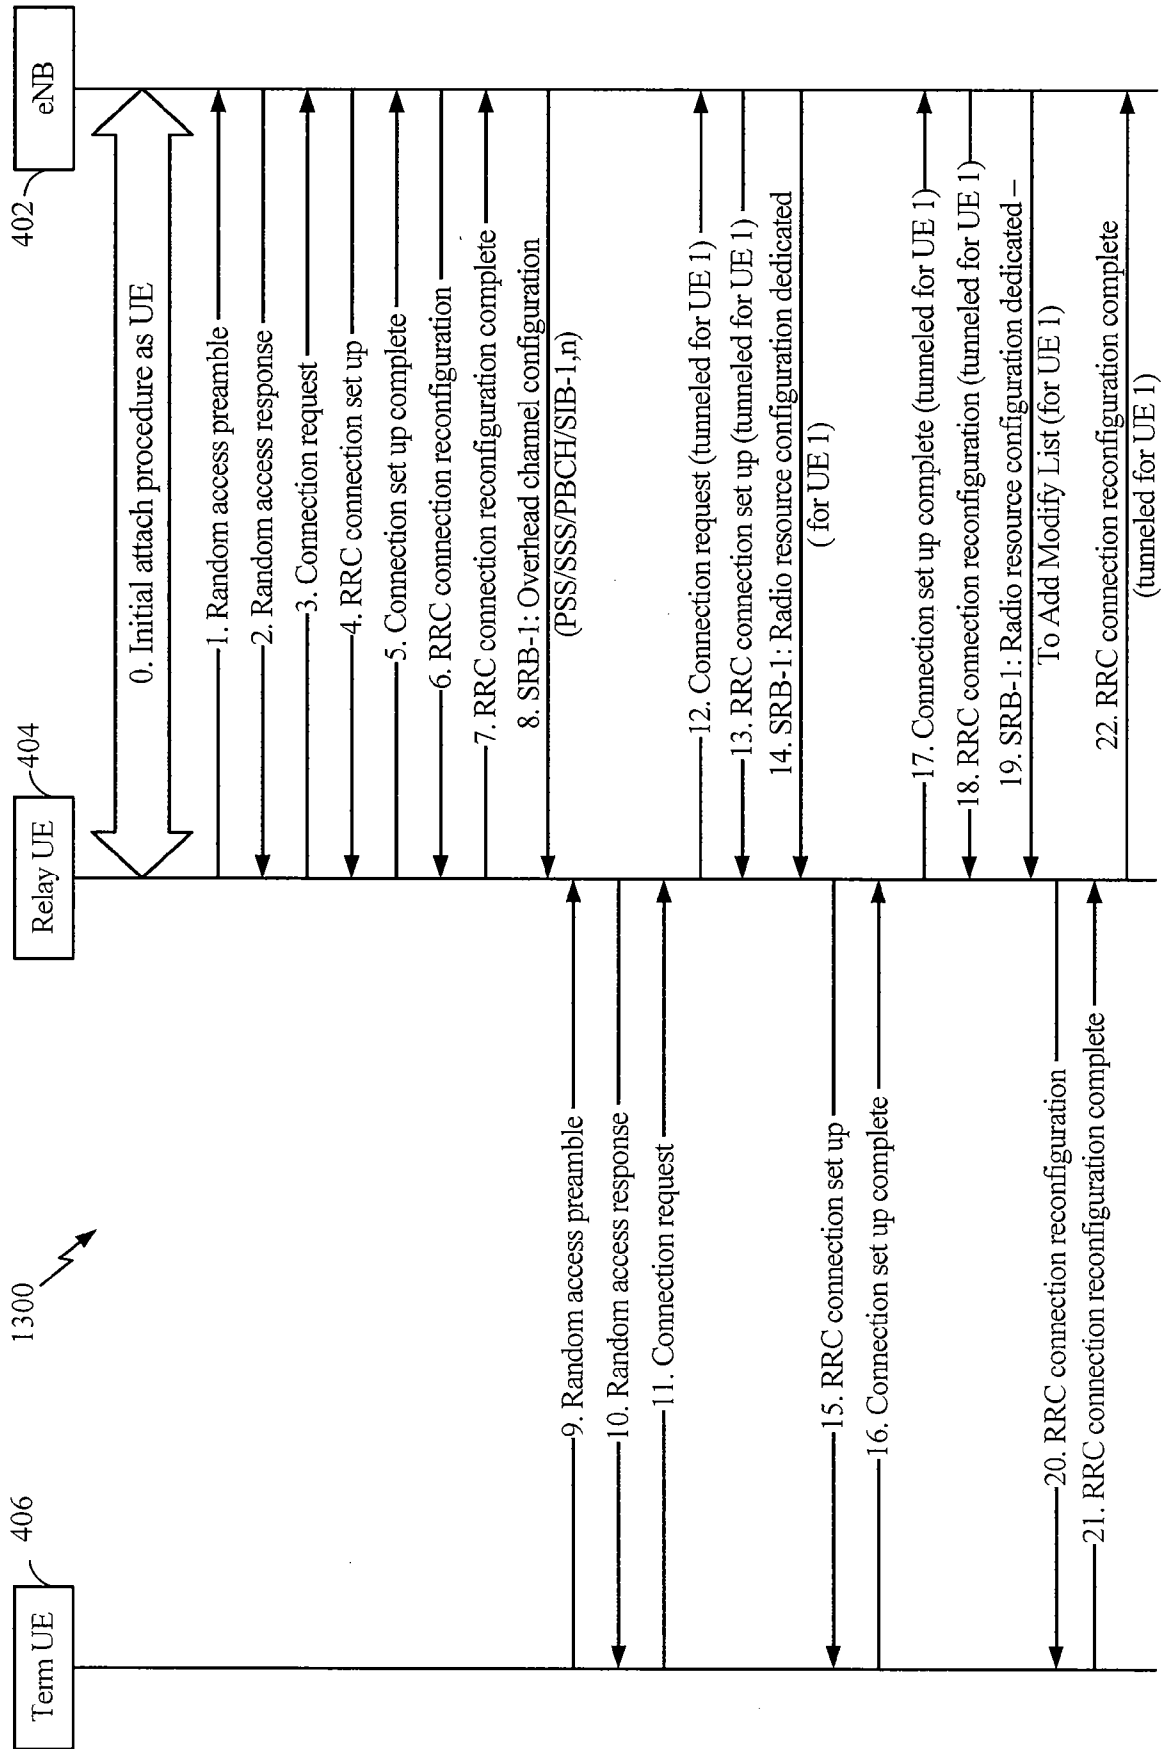 1300
Term UE
406
Relay UE
404
eNB
402
0. Initial attach procedure as UE
1. Random access preamble
2. Random access response
3. Connection request
4. RRC connection set up
5. Connection set up complete
6. RRC connection reconfiguration
7. RRC connection reconfiguration complete
8. SRB-1: Overhead channel configuration
(PSS/SSS/PBCH/SIB-1,n)
9. Random access preamble
10. Random access response
11. Connection request
12. Connection request (tunneled for UE 1)
13. RRC connection set up (tunneled for UE 1)
14. SRB-1: Radio resource configuration dedicated
( for UE 1)
15. RRC connection set up
16. Connection set up complete
17. Connection set up complete (tunneled for UE 1)
18. RRC connection reconfiguration (tunneled for UE 1)
19. SRB-1: Radio resource configuration dedicated –
To Add Modify List (for UE 1)
20. RRC connection reconfiguration
21. RRC connection reconfiguration complete
22. RRC connection reconfiguration complete
(tunneled for UE 1)